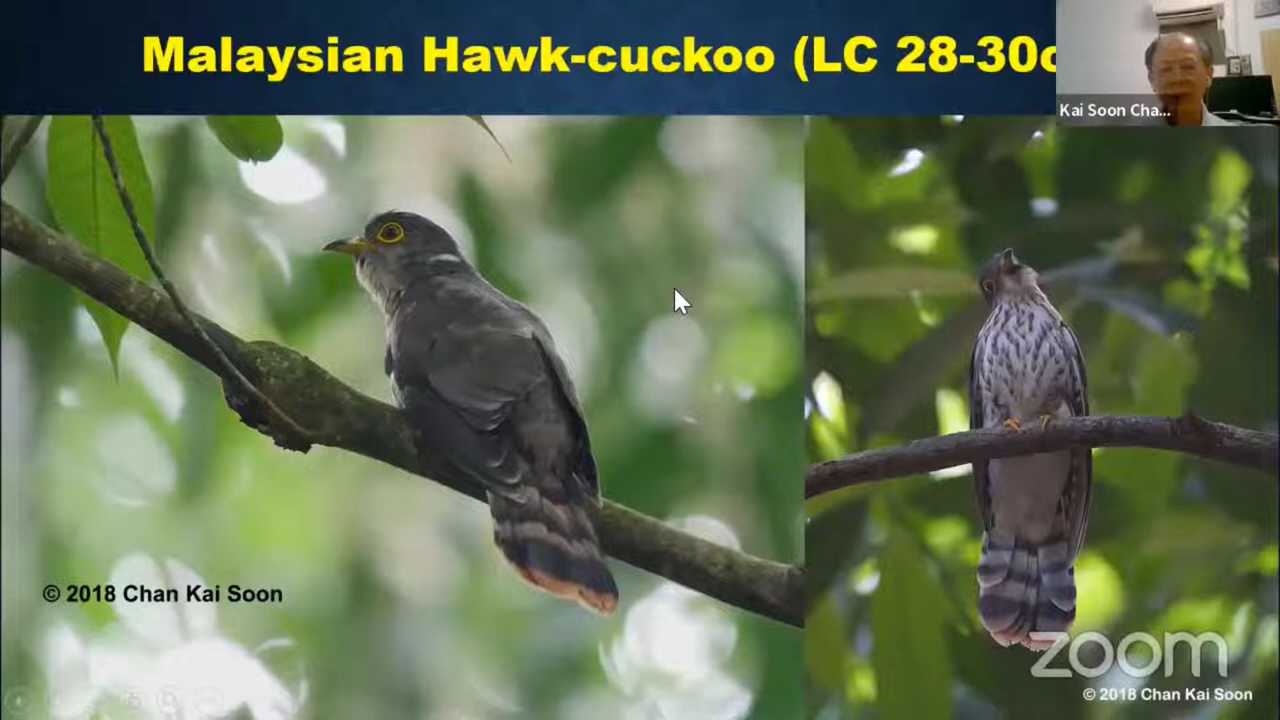 Malaysian Hawk-cuckoo (LC 28-30c
Kai Soon Cha...
© 2018 Chan Kai Soon
zoom
© 2018 Chan Kai Soon